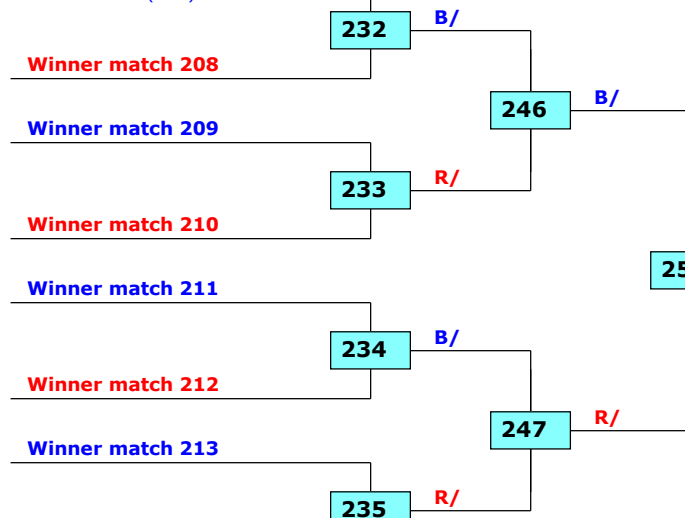 232
B/
Winner match 208
246
B/
Winner match 209
233
R/
Winner match 210
Winner match 211
234
B/
Winner match 212
247
R/
Winner match 213
235
R/